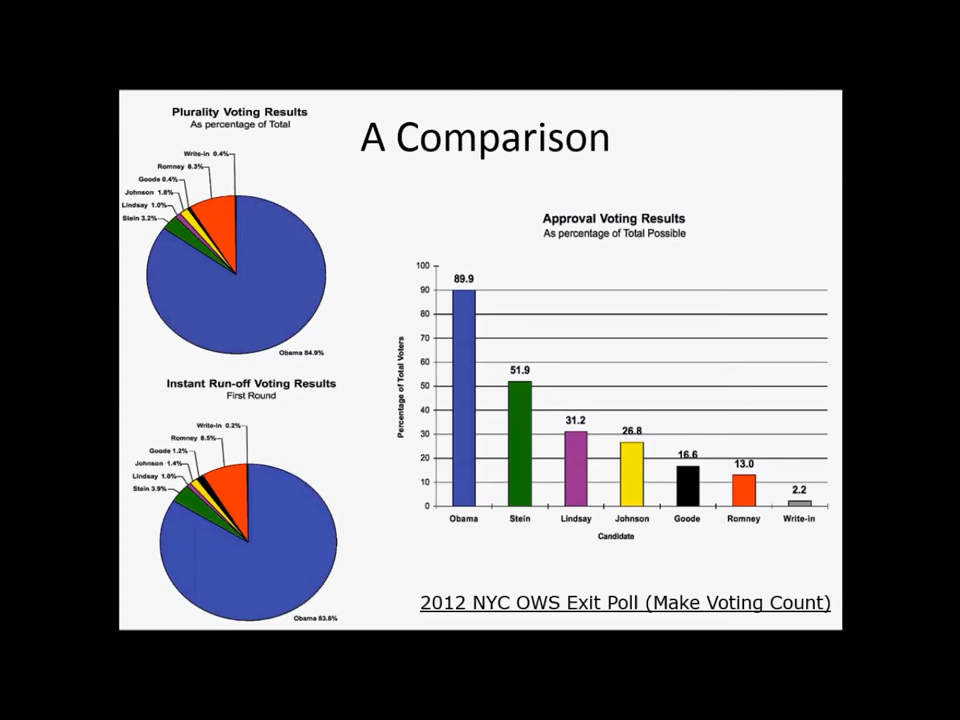 A Comparison
Plurality Voting Results
As percentage of Total
Write-in 0.4%
Romney 8.3%
Goode 0.4%
Johnson 1.8%
Lindsay 1.0%
Stein 3.2%
Obama 84.9%
Instant Run-off Voting Results
First Round
Write-in 0.2%
Romney 8.5%
Goode 1.2%
Johnson 1.4%
Lindsay 1.0%
Stein 3.9%
Obama 83.8%
Approval Voting Results
As percentage of Total Possible
Percentage of Total Voters
100
90
80
70
60
50
40
30
20
10
0
89.9
51.9
31.2
26.8
16.6
13.0
2.2
Obama
Stein
Lindsay
Johnson
Goode
Romney
Write-in
Candidate
2012 NYC OWS Exit Poll (Make Voting Count)